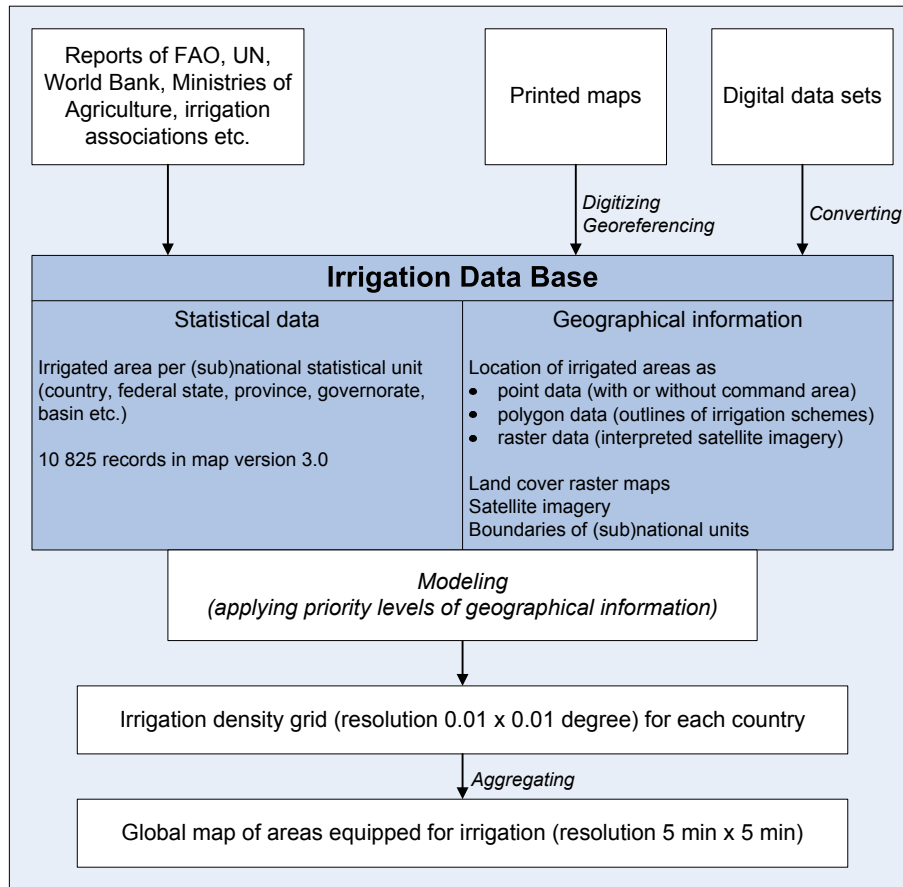 Reports of FAO, UN,
World Bank, Ministries of
Agriculture, irrigation
associations etc.
Printed maps
Digital data sets
Digitizing
Georeferencing
Converting
Irrigation Data Base
Statistical data
Irrigated area per (sub)national statistical unit
(country, federal state, province, governorate,
basin etc.)
10 825 records in map version 3.0
Geographical information
Location of irrigated areas as
• point data (with or without command area)
• polygon data (outlines of irrigation schemes)
• raster data (interpreted satellite imagery)
Land cover raster maps
Satellite imagery
Boundaries of (sub)national units
Modeling
(applying priority levels of geographical information)
Irrigation density grid (resolution 0.01 x 0.01 degree) for each country
Aggregating
Global map of areas equipped for irrigation (resolution 5 min x 5 min)